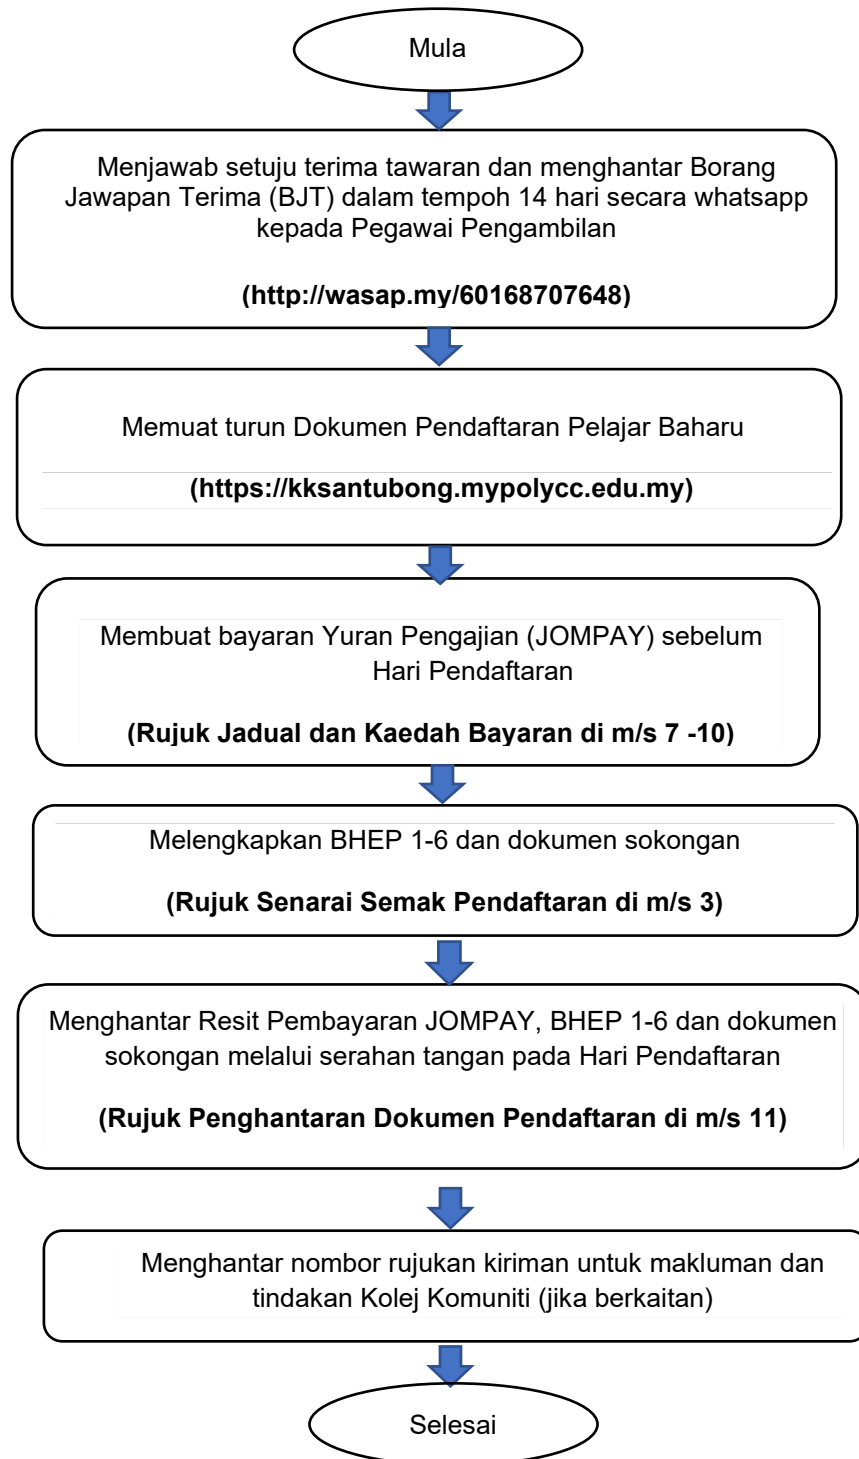 Mula
Menjawab setuju terima tawaran dan menghantar Borang
Jawapan Terima (BJT) dalam tempoh 14 hari secara whatsapp
kepada Pegawai Pengambilan
(http://wasap.my/60168707648)
Memuat turun Dokumen Pendaftaran Pelajar Baharu
(https://kksantubong.mypolycc.edu.my)
Membuat bayaran Yuran Pengajian (JOMPAY) sebelum
Hari Pendaftaran
(Rujuk Jadual dan Kaedah Bayaran di m/s 7 -10)
Melengkapkan BHEP 1-6 dan dokumen sokongan
(Rujuk Senarai Semak Pendaftaran di m/s 3)
Menghantar Resit Pembayaran JOMPAY, BHEP 1-6 dan dokumen
sokongan melalui serahan tangan pada Hari Pendaftaran
(Rujuk Penghantaran Dokumen Pendaftaran di m/s 11)
Menghantar nombor rujukan kiriman untuk makluman dan
tindakan Kolej Komuniti (jika berkaitan)
Selesai